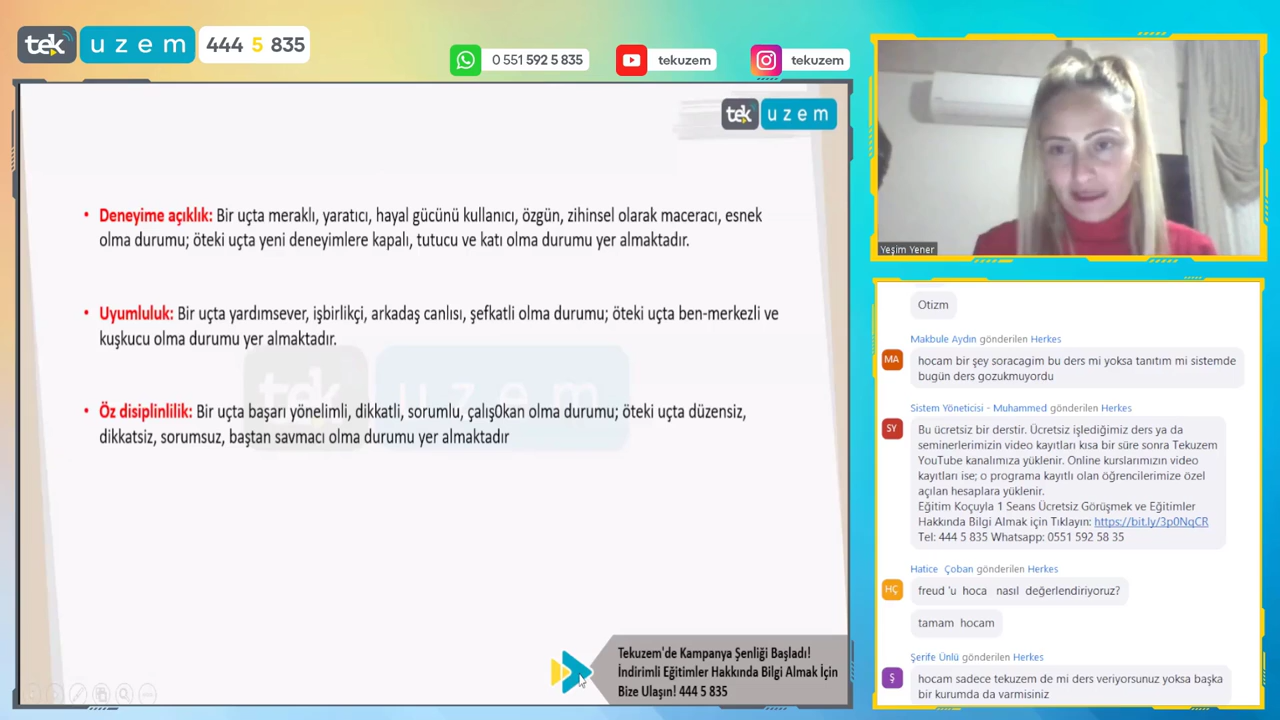 tek uzem 444 5 835
0 551 592 5 835
tekuzem
tekuzem
tek uzem
• Deneyime açıklık: Bir uçta meraklı, yaratıcı, hayal gücünü kullanıcı, özgün, zihinsel olarak maceracı, esnek
olma durumu; öteki uçta yeni deneyimlere kapalı, tutucu ve katı olma durumu yer almaktadır.
• Uyumluluk: Bir uçta yardımsever, işbirlikçi, arkadaş canlısı, şefkatli olma durumu; öteki uçta ben-merkezli ve
kuşkucu olma durumu yer almaktadır.
tek uzem
• Öz disiplinlilik: Bir uçta başarı yönelimli, dikkatli, sorumlu, çalış0kan olma durumu; öteki uçta düzensiz,
dikkatsiz, sorumsuz, baştan savmacı olma durumu yer almaktadır
Tekuzem'de Kampanya Şenliği Başladı!
İndirimli Eğitimler Hakkında Bilgi Almak İçin
Bize Ulaşın! 444 5 835
Yeşim Yener
Otizm
Makbule Aydın gönderilen Herkes
MA
hocam bir şey soracagim bu ders mi yoksa tanıtım mi sistemde
bugün ders gozukmuyordu
Sistem Yöneticisi - Muhammed gönderilen Herkes
SY
Bu ücretsiz bir derstir. Ücretsiz işlediğimiz ders ya da
seminerlerimizin video kayıtları kısa bir süre sonra Tekuzem
YouTube kanalımıza yüklenir. Online kurslarımızın video
kayıtları ise; o programa kayıtlı olan öğrencilerimize özel
açılan hesaplara yüklenir.
Eğitim Koçuyla 1 Seans Ücretsiz Görüşmek ve Eğitimler
Hakkında Bilgi Almak için Tıklayın: https://bit.ly/3p0NqCR
Tel: 444 5 835 Whatsapp: 0551 592 58 35
Hatice Çoban gönderilen Herkes
HÇ
freud 'u hoca nasıl değerlendiriyoruz?
tamam hocam
Şerife Ünlü gönderilen Herkes
Ş
hocam sadece tekuzem de mi ders veriyorsunuz yoksa başka
bir kurumda da varmisiniz